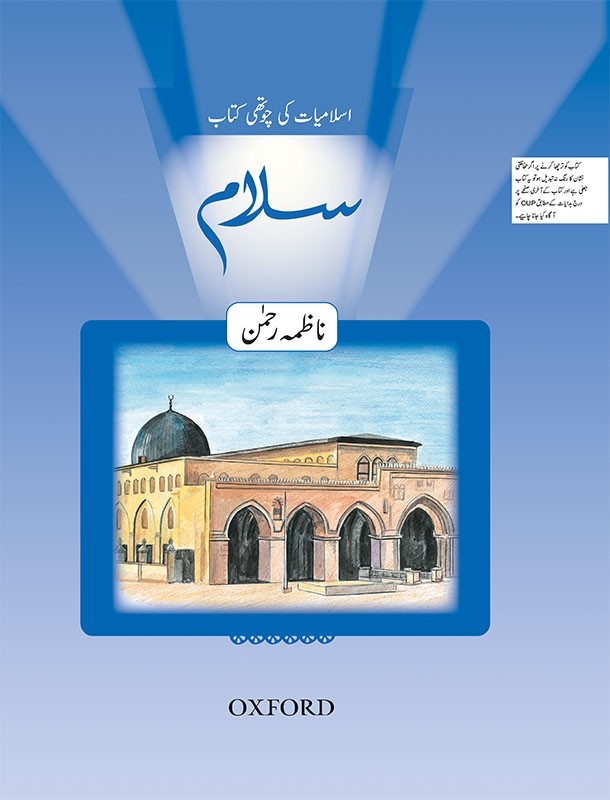 اسلامیات کی چوتھی کتاب
سلام
کتاب کو ترچھا کرنے پر اگر حفاظتی
نشان کا رنگ نہ تبدیل ہو تو یہ کتاب
جعلی ہے اور کتاب کے آخری صفحے پر
درج ہدایات کے مطابق CUP کو
آگاہ کیا جانا چاہیے۔
ناظمہ رحمٰن
OXFORD